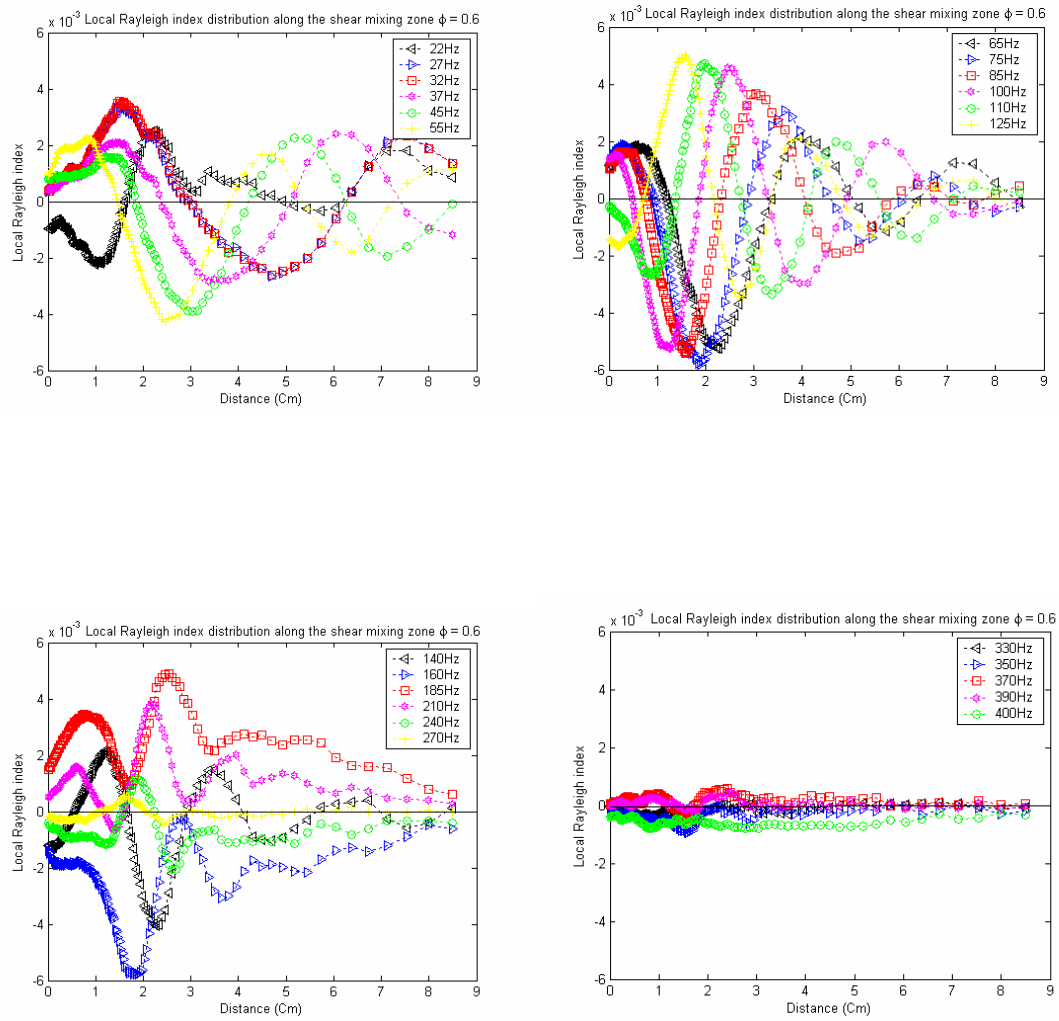 x 10⁻³ Local Rayleigh index distribution along the shear mixing zone ϕ = 0.6
6
4
2
0
-2
-4
-6
Local Rayleigh index
22Hz
27Hz
32Hz
37Hz
45Hz
55Hz
0 1 2 3 4 5 6 7 8 9
Distance (Cm)
x 10⁻³ Local Rayleigh index distribution along the shear mixing zone ϕ = 0.6
6
4
2
0
-2
-4
-6
Local Rayleigh index
65Hz
75Hz
85Hz
100Hz
110Hz
125Hz
0 1 2 3 4 5 6 7 8 9
Distance (Cm)
x 10⁻³ Local Rayleigh index distribution along the shear mixing zone ϕ = 0.6
6
4
2
0
-2
-4
-6
Local Rayleigh index
140Hz
160Hz
185Hz
210Hz
240Hz
270Hz
0 1 2 3 4 5 6 7 8 9
Distance (Cm)
x 10⁻³ Local Rayleigh index distribution along the shear mixing zone ϕ = 0.6
6
4
2
0
-2
-4
-6
Local Rayleigh index
330Hz
350Hz
370Hz
390Hz
400Hz
0 1 2 3 4 5 6 7 8 9
Distance (Cm)